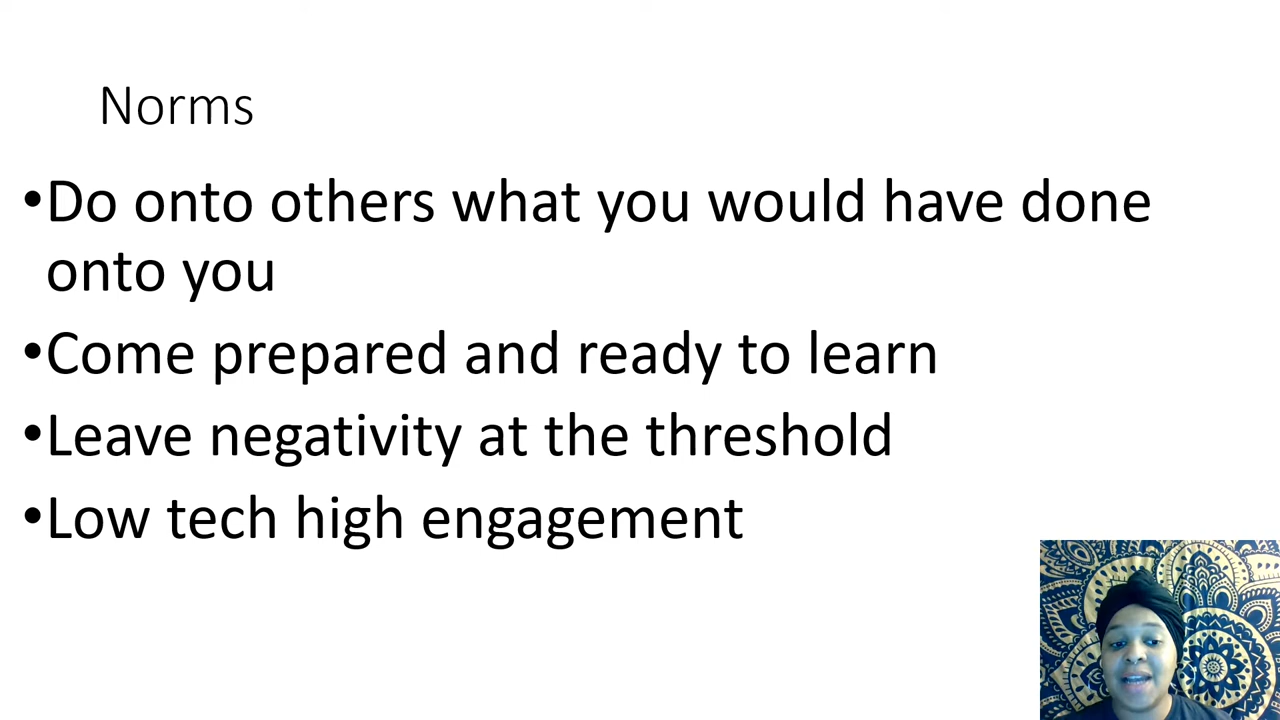 Norms
•Do onto others what you would have done
onto you
•Come prepared and ready to learn
•Leave negativity at the threshold
•Low tech high engagement